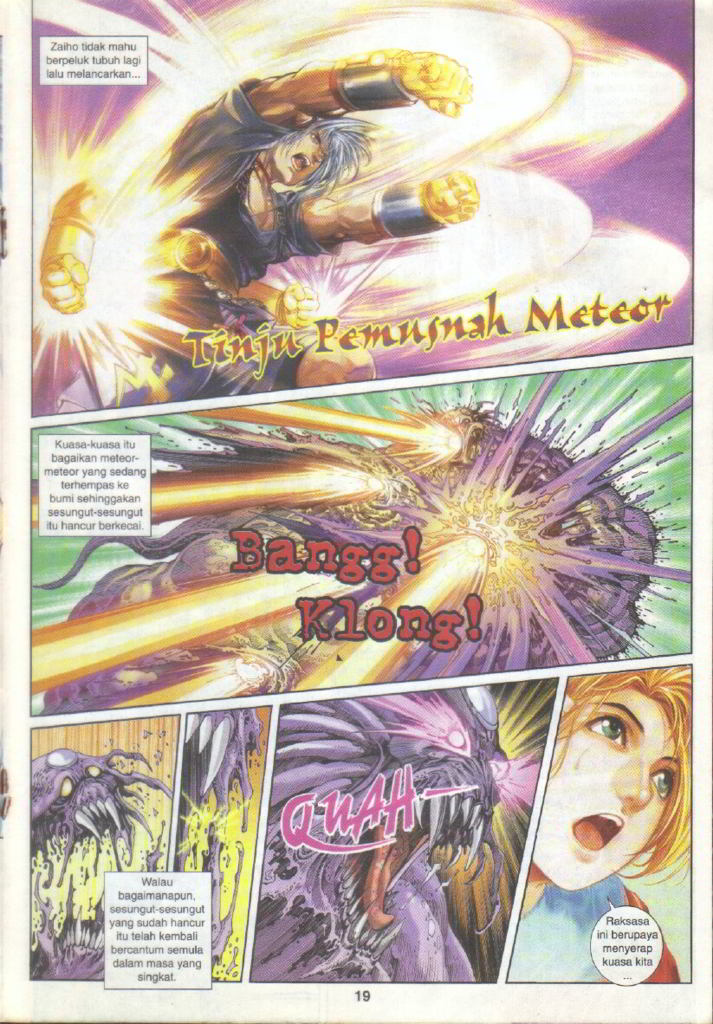 Zaiho tidak mahu
berpeluk tubuh lagi
lalu melancarkan...
Tinju Pemusnah Meteor
Kuasa-kuasa itu
bagaikan meteor-
meteor yang sedang
terhempas ke
bumi sehinggakan
sesungut-sesungut
itu hancur berkecai.
Bangg!
Klong!
QUAH—
Walau
bagaimanapun,
sesungut-sesungut
yang sudah hancur
itu telah kembali
bercantum semula
dalam masa yang
singkat.
Raksasa
ini berupaya
menyerap
kuasa kita
...
19